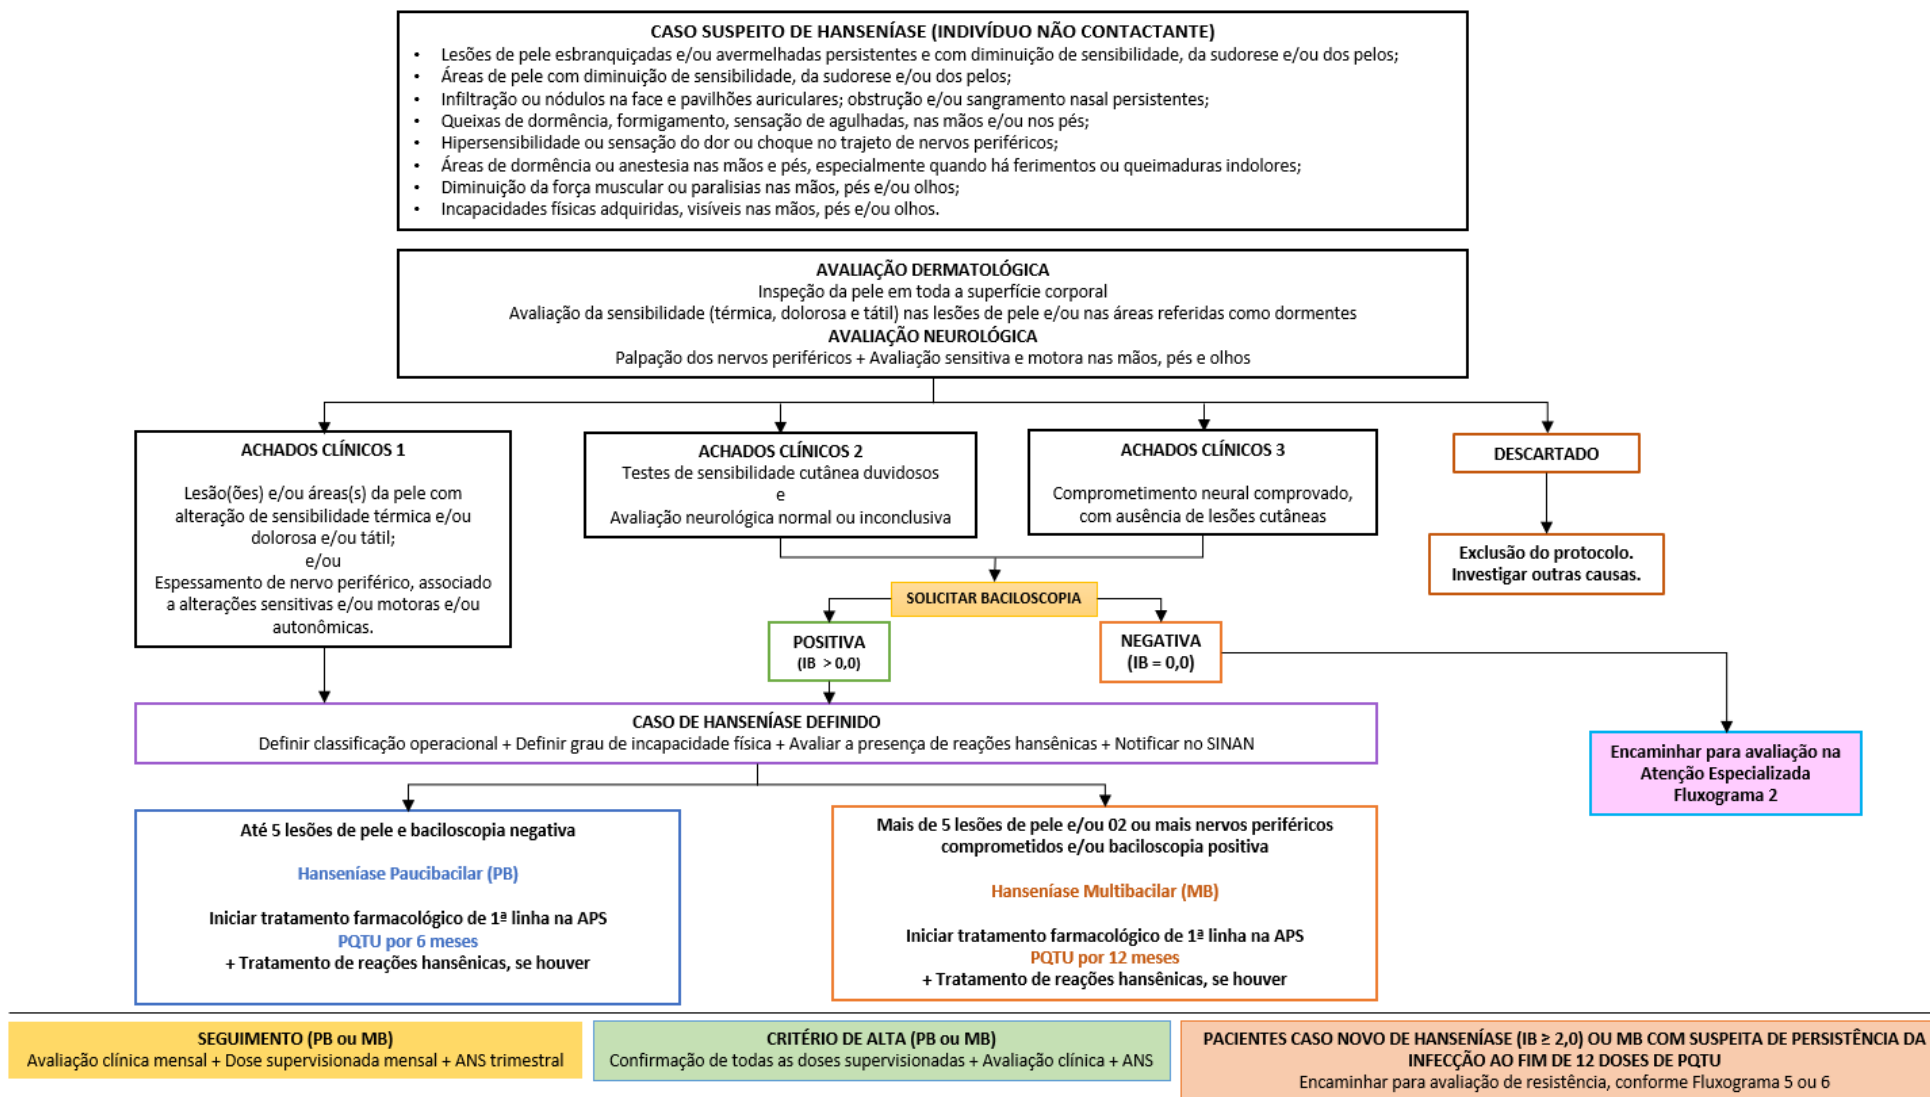 CASO SUSPEITO DE HANSENÍASE (INDIVÍDUO NÃO CONTACTANTE)
• Lesões de pele esbranquiçadas e/ou avermelhadas persistentes e com diminuição de sensibilidade, da sudorese e/ou dos pelos;
• Áreas de pele com diminuição de sensibilidade, da sudorese e/ou dos pelos;
• Infiltração ou nódulos na face e pavilhões auriculares; obstrução e/ou sangramento nasal persistentes;
• Queixas de dormência, formigamento, sensação de agulhadas, nas mãos e/ou nos pés;
• Hipersensibilidade ou sensação do dor ou choque no trajeto de nervos periféricos;
• Áreas de dormência ou anestesia nas mãos e pés, especialmente quando há ferimentos ou queimaduras indolores;
• Diminuição da força muscular ou paralisias nas mãos, pés e/ou olhos;
• Incapacidades físicas adquiridas, visíveis nas mãos, pés e/ou olhos.
AVALIAÇÃO DERMATOLÓGICA
Inspeção da pele em toda a superfície corporal
Avaliação da sensibilidade (térmica, dolorosa e tátil) nas lesões de pele e/ou nas áreas referidas como dormentes
AVALIAÇÃO NEUROLÓGICA
Palpação dos nervos periféricos + Avaliação sensitiva e motora nas mãos, pés e olhos
ACHADOS CLÍNICOS 1
Lesão(ões) e/ou áreas(s) da pele com
alteração de sensibilidade térmica e/ou
dolorosa e/ou tátil;
e/ou
Espessamento de nervo periférico, associado
a alterações sensitivas e/ou motoras e/ou
autonômicas.
ACHADOS CLÍNICOS 2
Testes de sensibilidade cutânea duvidosos
e
Avaliação neurológica normal ou inconclusiva
ACHADOS CLÍNICOS 3
Comprometimento neural comprovado,
com ausência de lesões cutâneas
DESCARTADO
Exclusão do protocolo.
Investigar outras causas.
SOLICITAR BACILOSCOPIA
POSITIVA
(IB > 0,0)
NEGATIVA
(IB = 0,0)
CASO DE HANSENÍASE DEFINIDO
Definir classificação operacional + Definir grau de incapacidade física + Avaliar a presença de reações hansênicas + Notificar no SINAN
Encaminhar para avaliação na
Atenção Especializada
Fluxograma 2
Até 5 lesões de pele e baciloscopia negativa
Hanseníase Paucibacilar (PB)
Iniciar tratamento farmacológico de 1ª linha na APS
PQTU por 6 meses
+ Tratamento de reações hansênicas, se houver
Mais de 5 lesões de pele e/ou 02 ou mais nervos periféricos
comprometidos e/ou baciloscopia positiva
Hanseníase Multibacilar (MB)
Iniciar tratamento farmacológico de 1ª linha na APS
PQTU por 12 meses
+ Tratamento de reações hansênicas, se houver
SEGUIMENTO (PB ou MB)
Avaliação clínica mensal + Dose supervisionada mensal + ANS trimestral
CRITÉRIO DE ALTA (PB ou MB)
Confirmação de todas as doses supervisionadas + Avaliação clínica + ANS
PACIENTES CASO NOVO DE HANSENÍASE (IB ≥ 2,0) OU MB COM SUSPEITA DE PERSISTÊNCIA DA
INFECÇÃO AO FIM DE 12 DOSES DE PQTU
Encaminhar para avaliação de resistência, conforme Fluxograma 5 ou 6